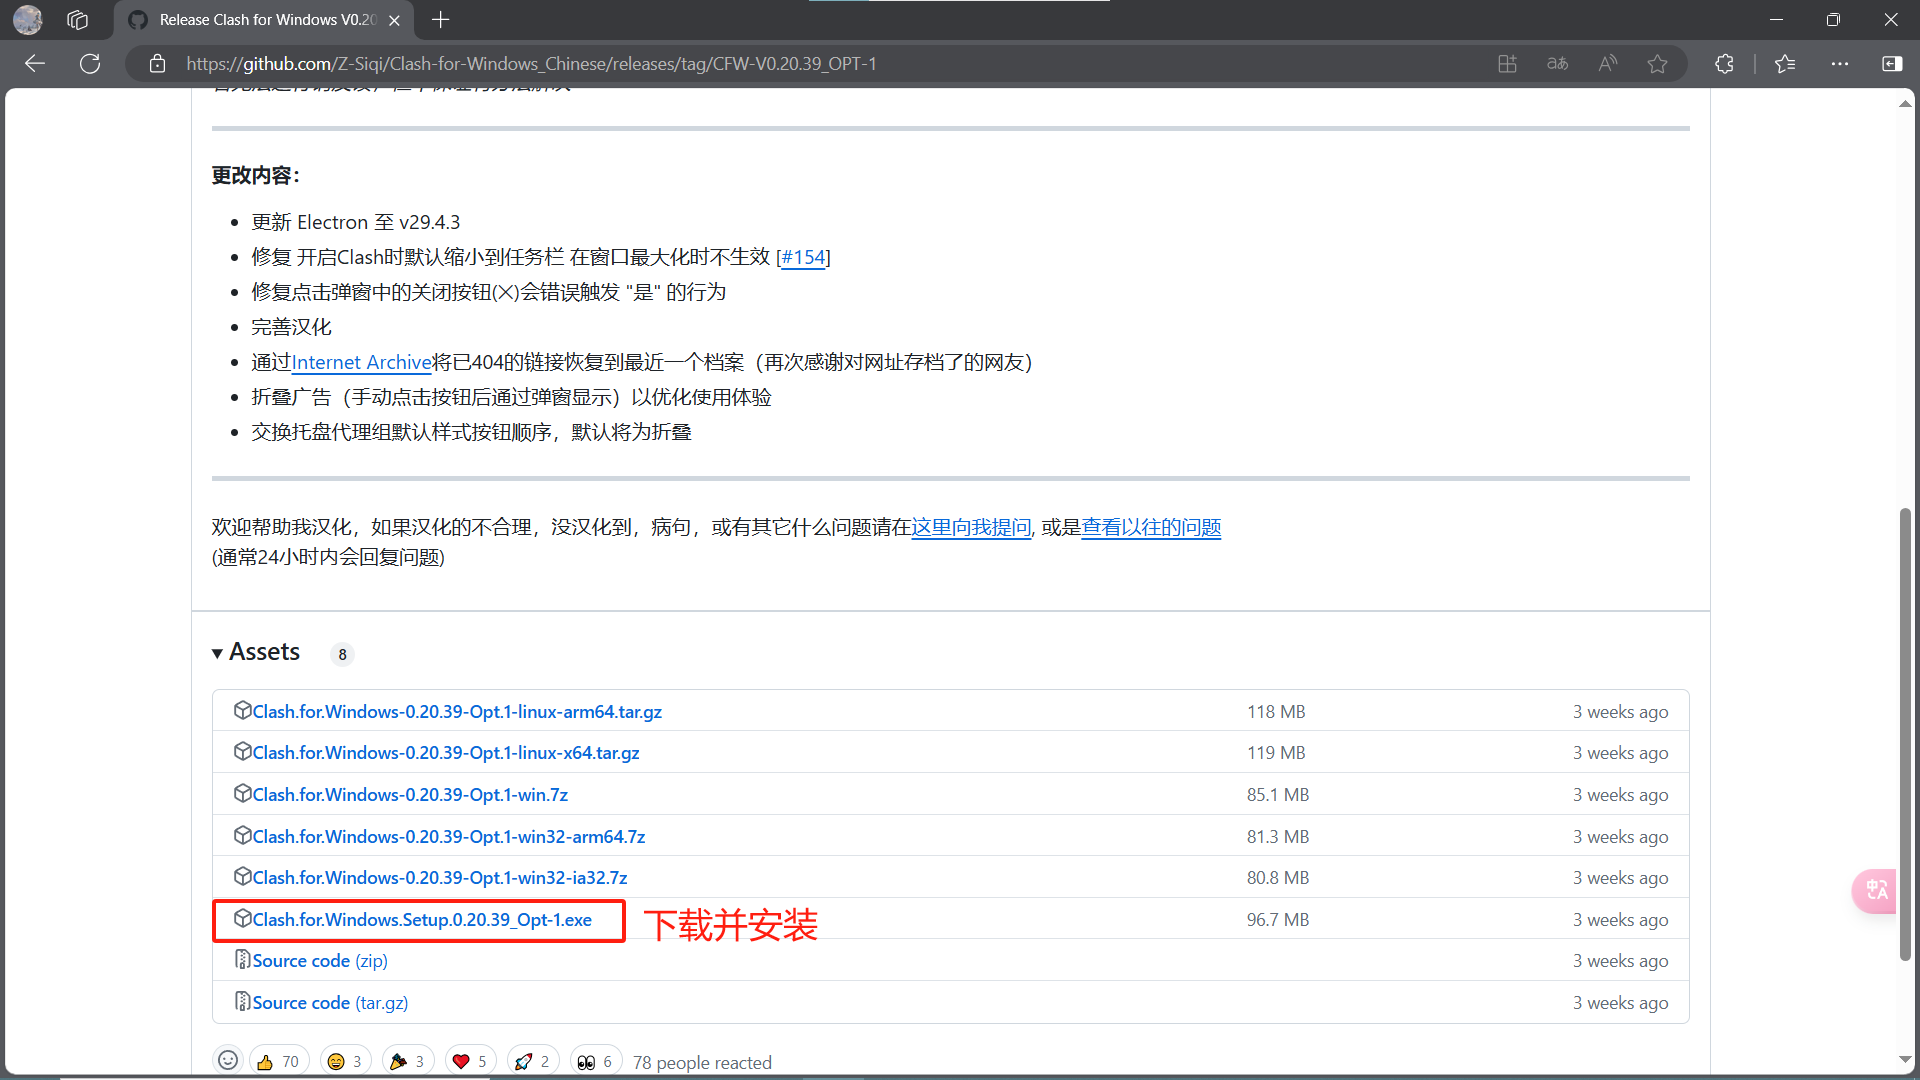 Release Clash for Windows V0.20
https://github.com/Z-Siqi/Clash-for-Windows_Chinese/releases/tag/CFW-V0.20.39_OPT-1
更改内容：
更新 Electron 至 v29.4.3
修复 开启Clash时默认缩小到任务栏 在窗口最大化时不生效 [#154]
修复点击弹窗中的关闭按钮(╳)会错误触发 "是" 的行为
完善汉化
通过Internet Archive将已404的链接恢复到最近一个档案（再次感谢对网址存档了的网友）
折叠广告（手动点击按钮后通过弹窗显示）以优化使用体验
交换托盘代理组默认样式按钮顺序，默认将为折叠
欢迎帮助我汉化，如果汉化的不合理，没汉化到，病句，或有其它什么问题请在这里向我提问, 或是查看以往的问题
(通常24小时内会回复问题)
Assets 8
Clash.for.Windows-0.20.39-Opt.1-linux-arm64.tar.gz 118 MB 3 weeks ago
Clash.for.Windows-0.20.39-Opt.1-linux-x64.tar.gz 119 MB 3 weeks ago
Clash.for.Windows-0.20.39-Opt.1-win.7z 85.1 MB 3 weeks ago
Clash.for.Windows-0.20.39-Opt.1-win32-arm64.7z 81.3 MB 3 weeks ago
Clash.for.Windows-0.20.39-Opt.1-win32-ia32.7z 80.8 MB 3 weeks ago
Clash.for.Windows.Setup.0.20.39_Opt-1.exe 下载并安装 96.7 MB 3 weeks ago
Source code (zip) 3 weeks ago
Source code (tar.gz) 3 weeks ago
70 3 3 5 2 6 78 people reacted